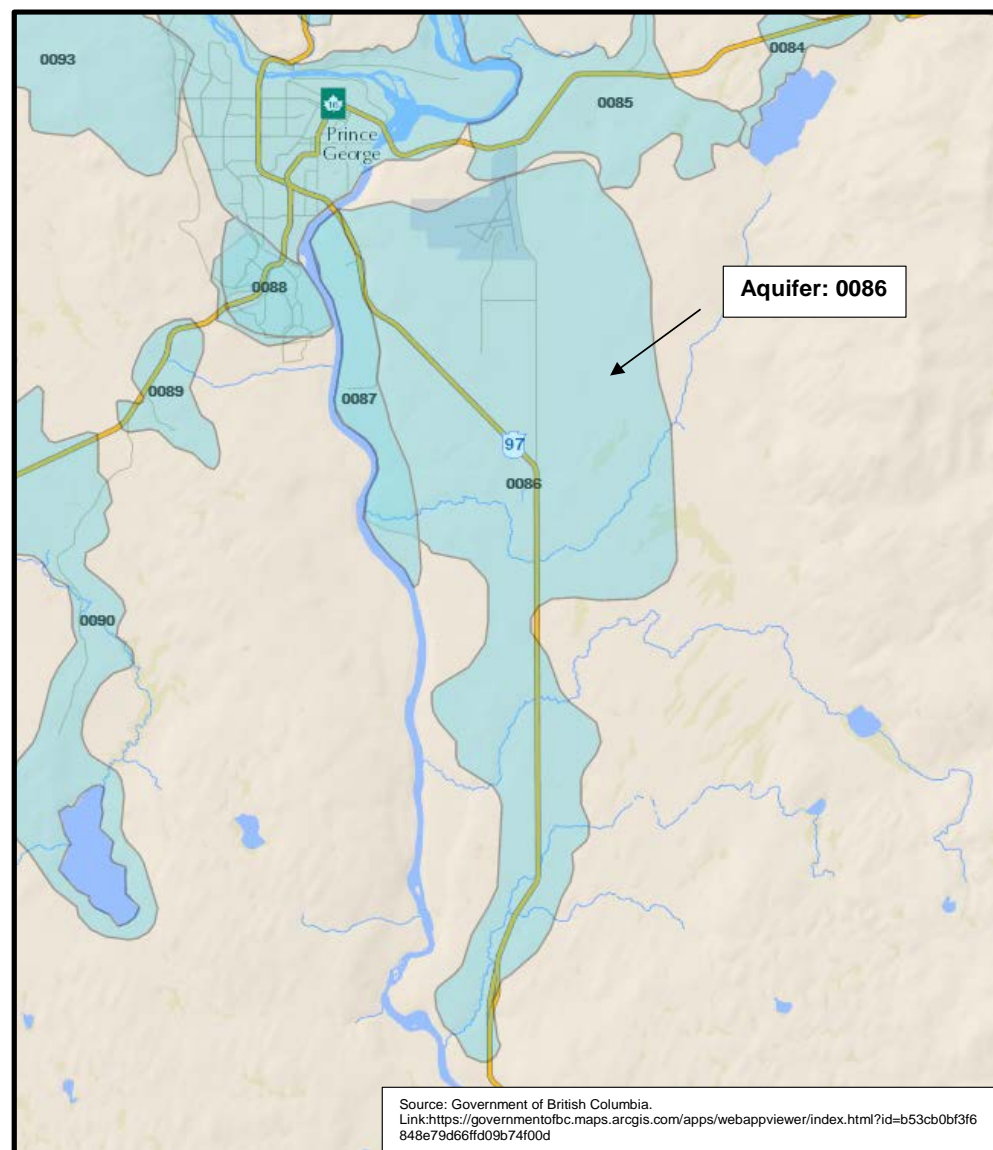 0093
0084
0085
16
Prince
George
Aquifer: 0086
0088
0089
0087
97
0086
0090
Source: Government of British Columbia.
Link:https://governmentofbc.maps.arcgis.com/apps/webappviewer/index.html?id=b53cb0bf3f6
848e79d66ffd09b74f00d